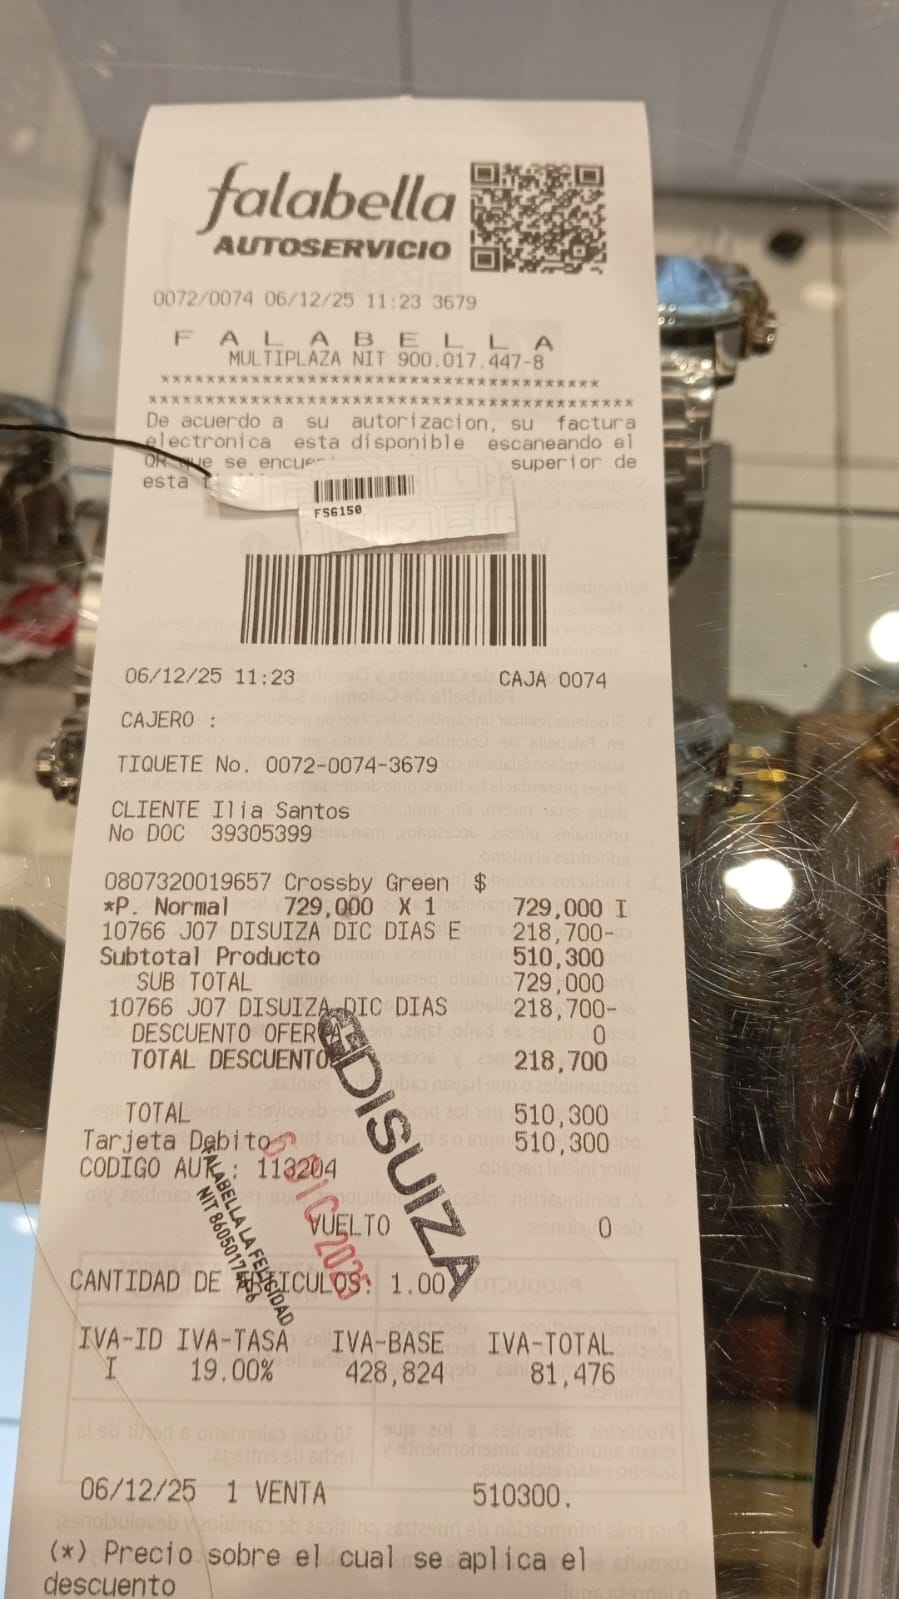 falabella
AUTOSERVICIO
0072/0074 06/12/25 11:23 3679
F A L A B E L L A
MULTIPLAZA NIT 900.017.447-8
***************************************
******************************************
De acuerdo a su autorizacion, su factura
electronica esta disponible escaneando el
QR que se superior de
esta
FS6150
06/12/25 11:23 CAJA 0074
CAJERO :
TIQUETE No. 0072-0074-3679
CLIENTE Ilia Santos
No DOC 39305399
0807320019657 Crossby Green $
*P. Normal 729,000 X 1 729,000 I
10766 J07 DISUIZA DIC DIAS E 218,700-
Subtotal Producto 510,300
SUB TOTAL 729,000
10766 J07 DISUIZA DIC DIAS 218,700-
DESCUENTO OFERTA 0
TOTAL DESCUENTO 218,700
TOTAL 510,300
Tarjeta Debito 510,300
CODIGO AUT.: 113204
VUELTO 0
DISUIZA
6 DIC 2025
FALABELLA LA FELICIDAD
CANTIDAD DE ARTICULOS: 1.00
IVA-ID IVA-TASA IVA-BASE IVA-TOTAL
I 19.00% 428,824 81,476
06/12/25 1 VENTA 510300.
(*) Precio sobre el cual se aplica el
descuento